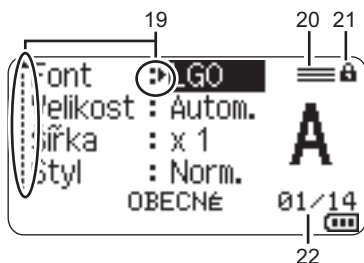 19 20 21
Font : LGO
Velikost : Autom.
Šířka : x 1
Styl : Norm.
A
OBECNÉ 01/14
22